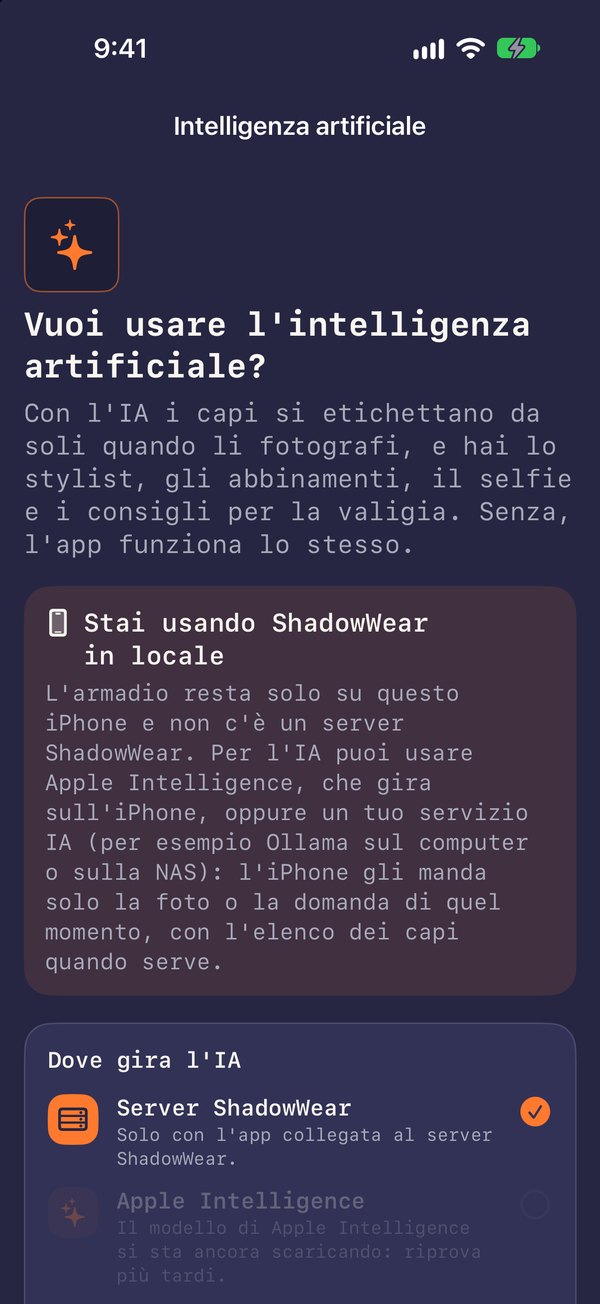 9:41
Intelligenza artificiale
Vuoi usare l'intelligenza
artificiale?
Con l'IA i capi si etichettano da
soli quando li fotografi, e hai lo
stylist, gli abbinamenti, il selfie
e i consigli per la valigia. Senza,
l'app funziona lo stesso.
Stai usando ShadowWear
in locale
L'armadio resta solo su questo
iPhone e non c'è un server
ShadowWear. Per l'IA puoi usare
Apple Intelligence, che gira
sull'iPhone, oppure un tuo servizio
IA (per esempio Ollama sul computer
o sulla NAS): l'iPhone gli manda
solo la foto o la domanda di quel
momento, con l'elenco dei capi
quando serve.
Dove gira l'IA
Server ShadowWear
Solo con l'app collegata al server
ShadowWear.
Apple Intelligence
Il modello di Apple Intelligence
si sta ancora scaricando: riprova
più tardi.